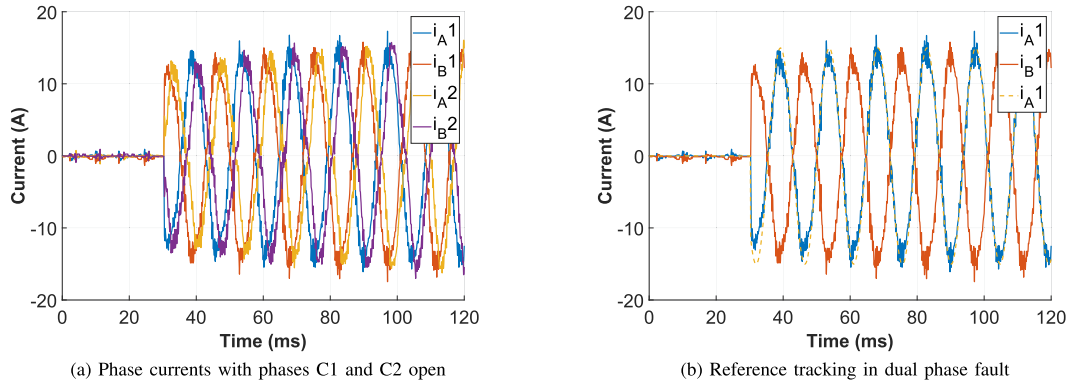 20
10
0
-10
-20
Current (A)
0
20
40
60
80
100
120
Time (ms)
i_A1
i_B1
i_A2
i_B2
(a) Phase currents with phases C1 and C2 open
20
10
0
-10
-20
Current (A)
0
20
40
60
80
100
120
Time (ms)
i_A1
i_B1
i_A1
(b) Reference tracking in dual phase fault